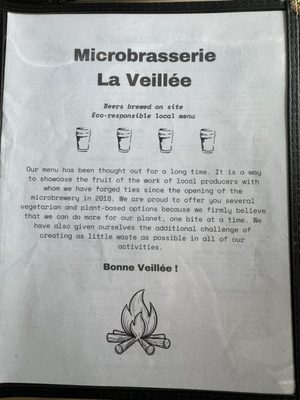 Microbrasserie
La Veillée
Beers brewed on site
Eco-responsible local menu
Our menu has been thought out for a long time. It is a way
to showcase the fruit of the work of local producers with
whom we have forged ties since the opening of the
microbrewery in 2018. We are proud to offer you several
vegetarian and plant-based options because we firmly believe
that we can do more for our planet, one bite at a time. We
have also given ourselves the additional challenge of
creating as little waste as possible in all of our
activities.
Bonne Veillée !